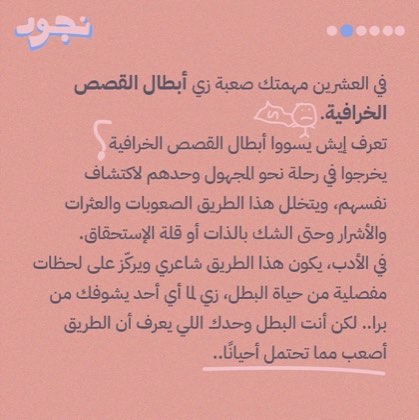 نجود
في العشرين مهمتك صعبة زي أبطال القصص
الخرافية.
تعرف إيش يسووا أبطال القصص الخرافية؟
يخرجوا في رحلة نحو المجهول وحدهم لاكتشاف
نفسهم، ويتخلل هذا الطريق الصعوبات والعثرات
والأشرار وحتى الشك بالذات أو قلة الإستحقاق.
في الأدب، يكون هذا الطريق شاعري ويركّز على لحظات
مفصلية من حياة البطل، زي لما أي أحد يشوفك من
برا.. لكن أنت البطل وحدك اللي يعرف أن الطريق
أصعب مما تحتمل أحيانًا..